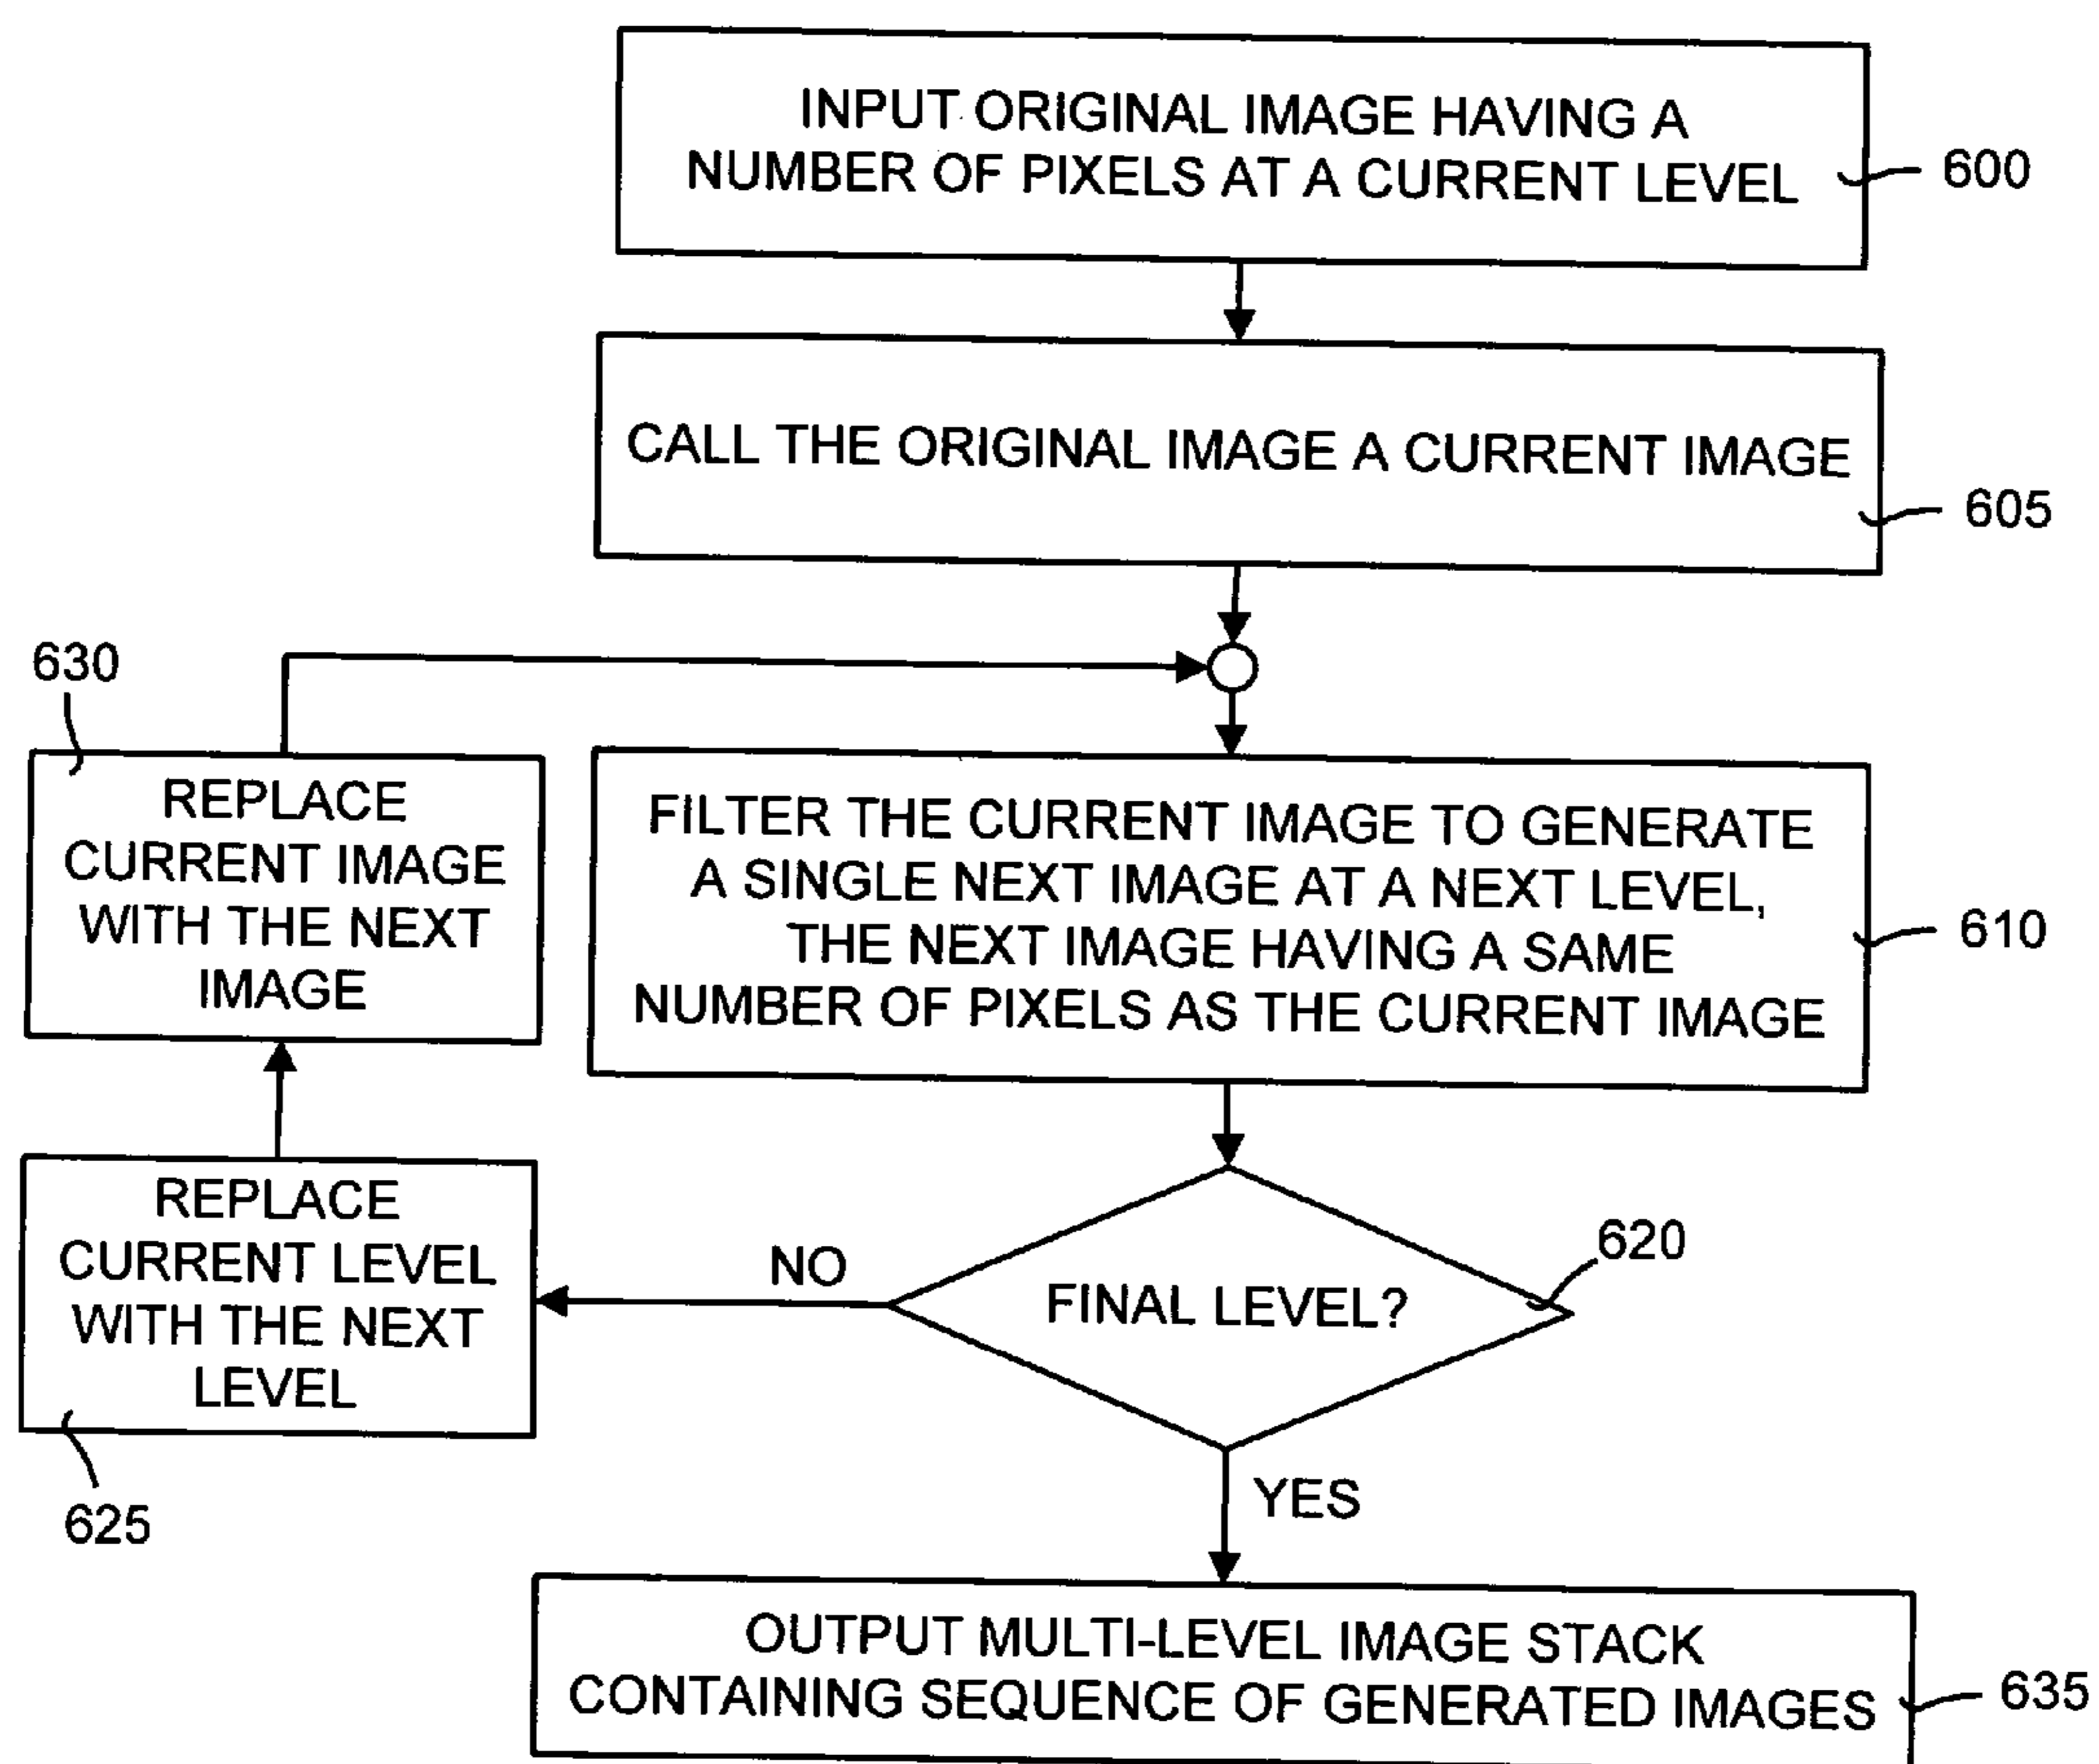 INPUT ORIGINAL IMAGE HAVING A
NUMBER OF PIXELS AT A CURRENT LEVEL
600
CALL THE ORIGINAL IMAGE A CURRENT IMAGE
605
630
REPLACE
CURRENT IMAGE
WITH THE NEXT
IMAGE
FILTER THE CURRENT IMAGE TO GENERATE
A SINGLE NEXT IMAGE AT A NEXT LEVEL,
THE NEXT IMAGE HAVING A SAME
NUMBER OF PIXELS AS THE CURRENT IMAGE
610
REPLACE
CURRENT LEVEL
WITH THE NEXT
LEVEL
625
NO
FINAL LEVEL?
620
YES
OUTPUT MULTI-LEVEL IMAGE STACK
CONTAINING SEQUENCE OF GENERATED IMAGES
635